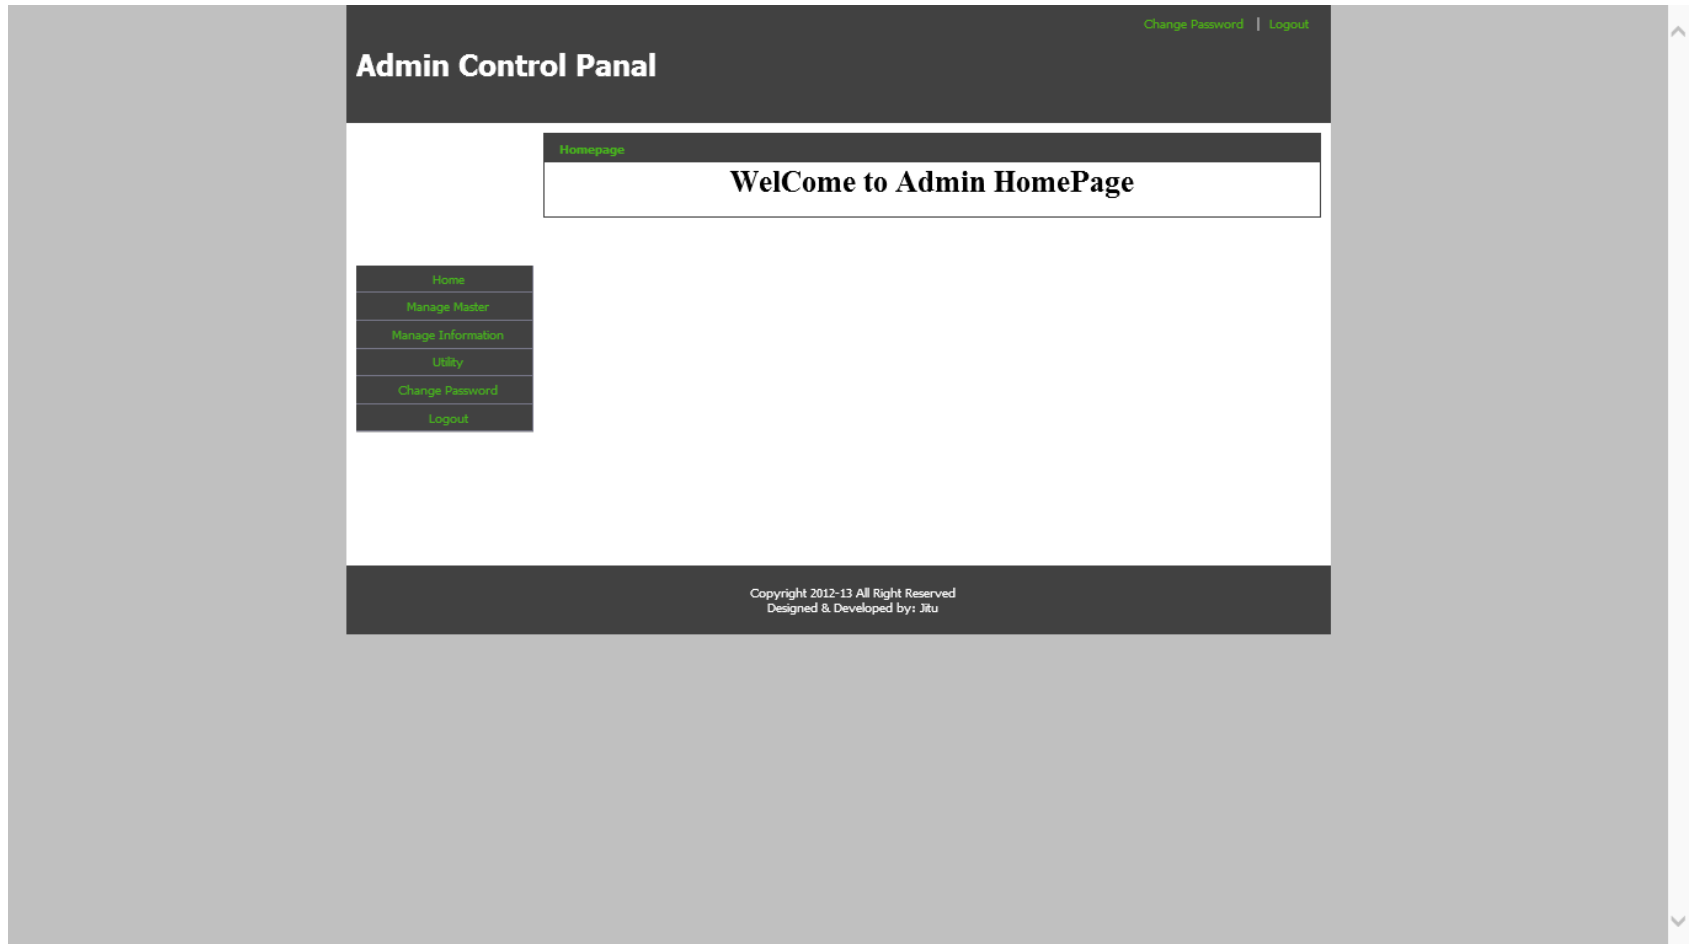 Change Password | Logout
Admin Control Panal
Homepage
WelCome to Admin HomePage
Home
Manage Master
Manage Information
Utility
Change Password
Logout
Copyright 2012-13 All Right Reserved
Designed & Developed by: Jitu